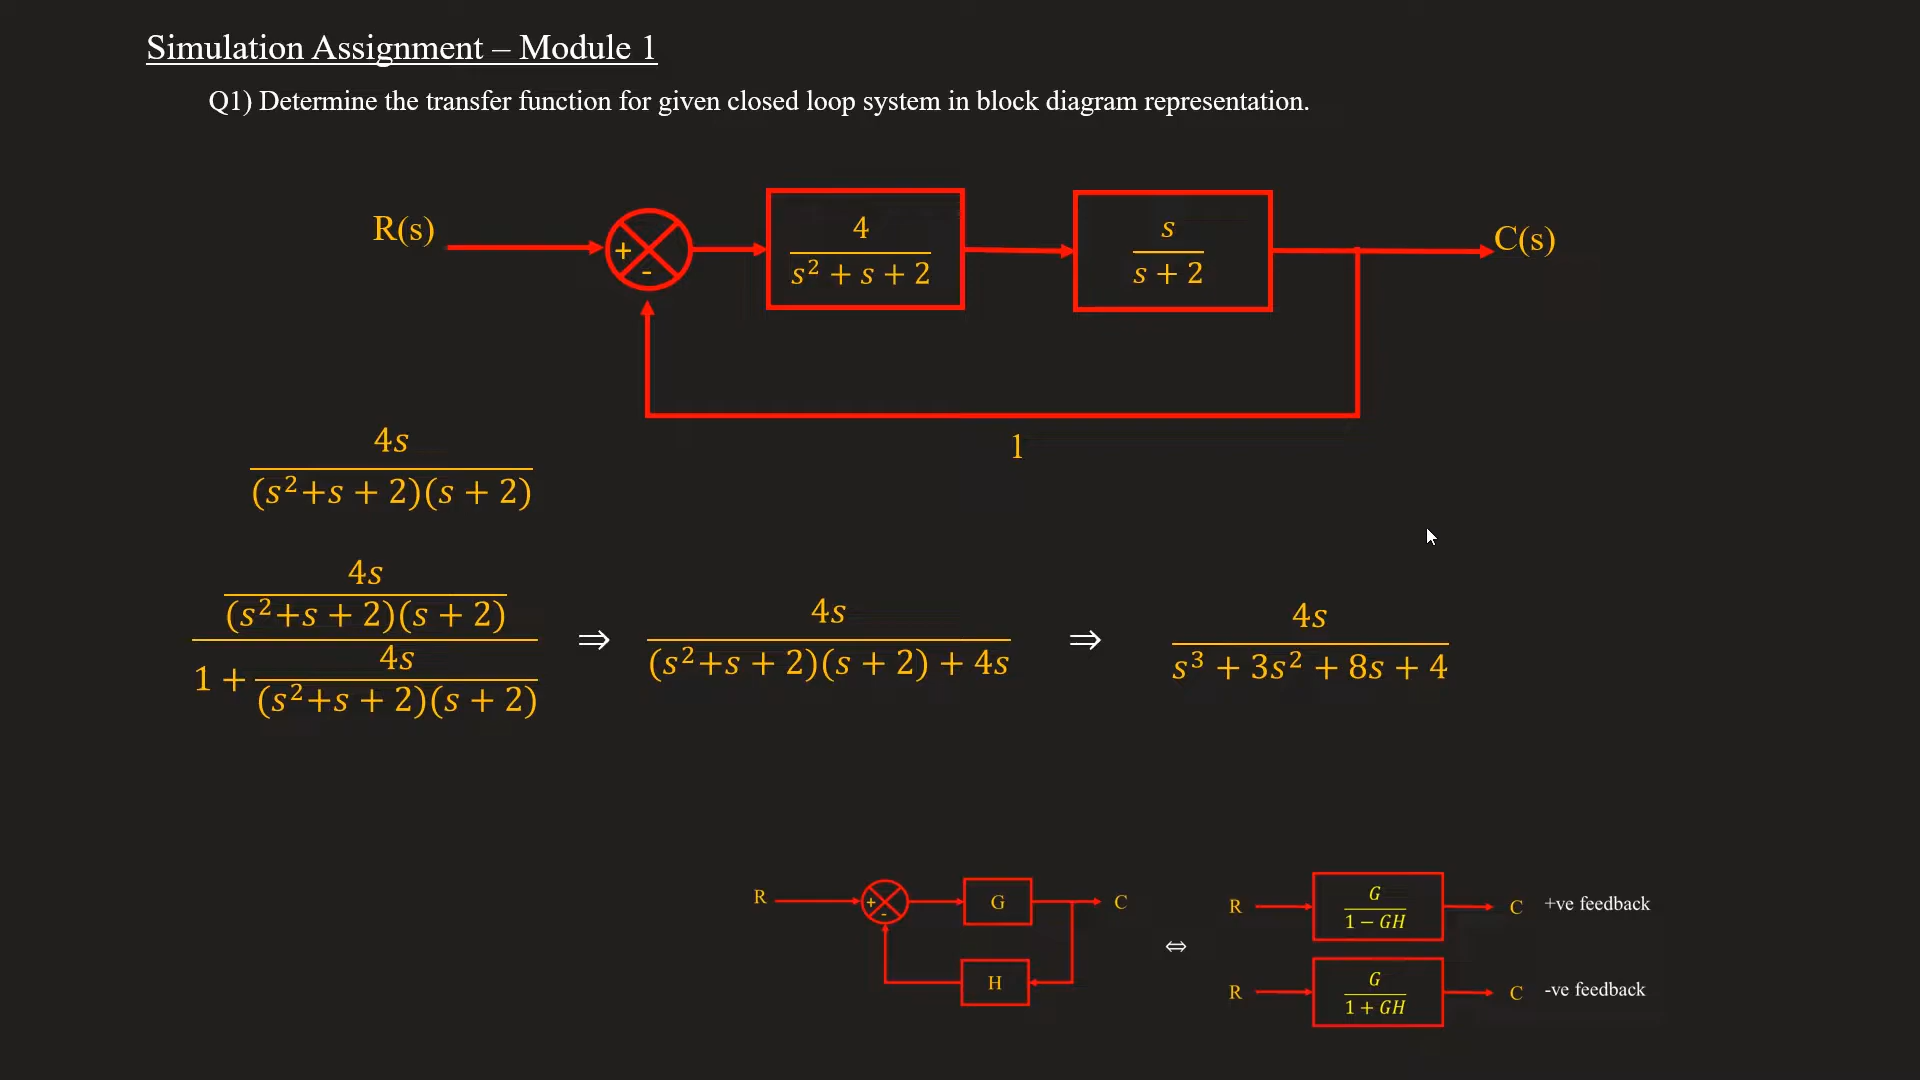 Simulation Assignment – Module 1
Q1) Determine the transfer function for given closed loop system in block diagram representation.
R(s)
+
-
4
s² + s + 2
s
s + 2
C(s)
1
4s
(s²+s + 2)(s + 2)
4s
(s²+s + 2)(s + 2)
1 +
4s
(s²+s + 2)(s + 2)
⇒
4s
(s²+s + 2)(s + 2) + 4s
⇒
4s
s³ + 3s² + 8s + 4
R
+
-
G
C
H
⇔
R
G
1 − GH
C
+ve feedback
R
G
1 + GH
C
-ve feedback